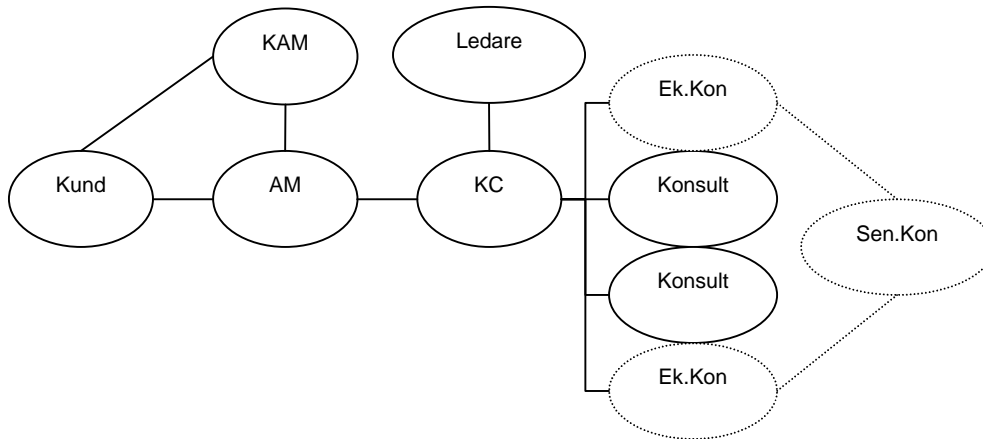 KAM
Ledare
Ek.Kon
Kund
AM
KC
Konsult
Sen.Kon
Konsult
Ek.Kon